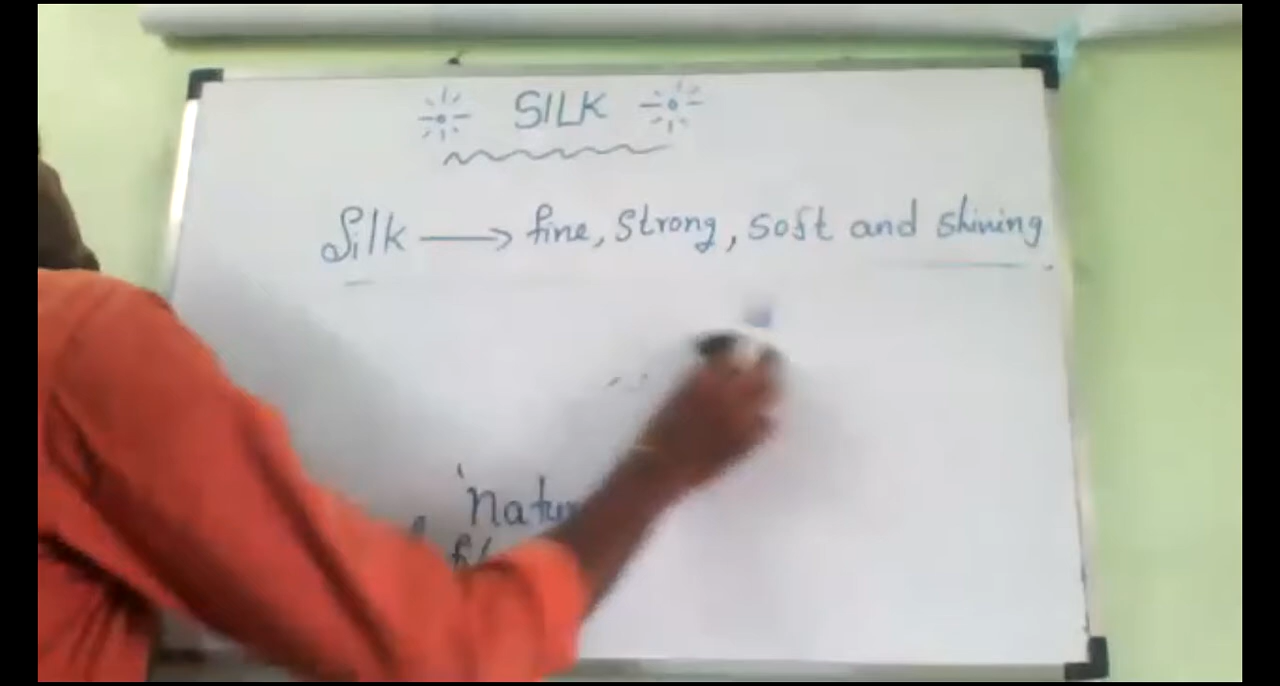 SILK
Silk → fine, strong, soft and shining.